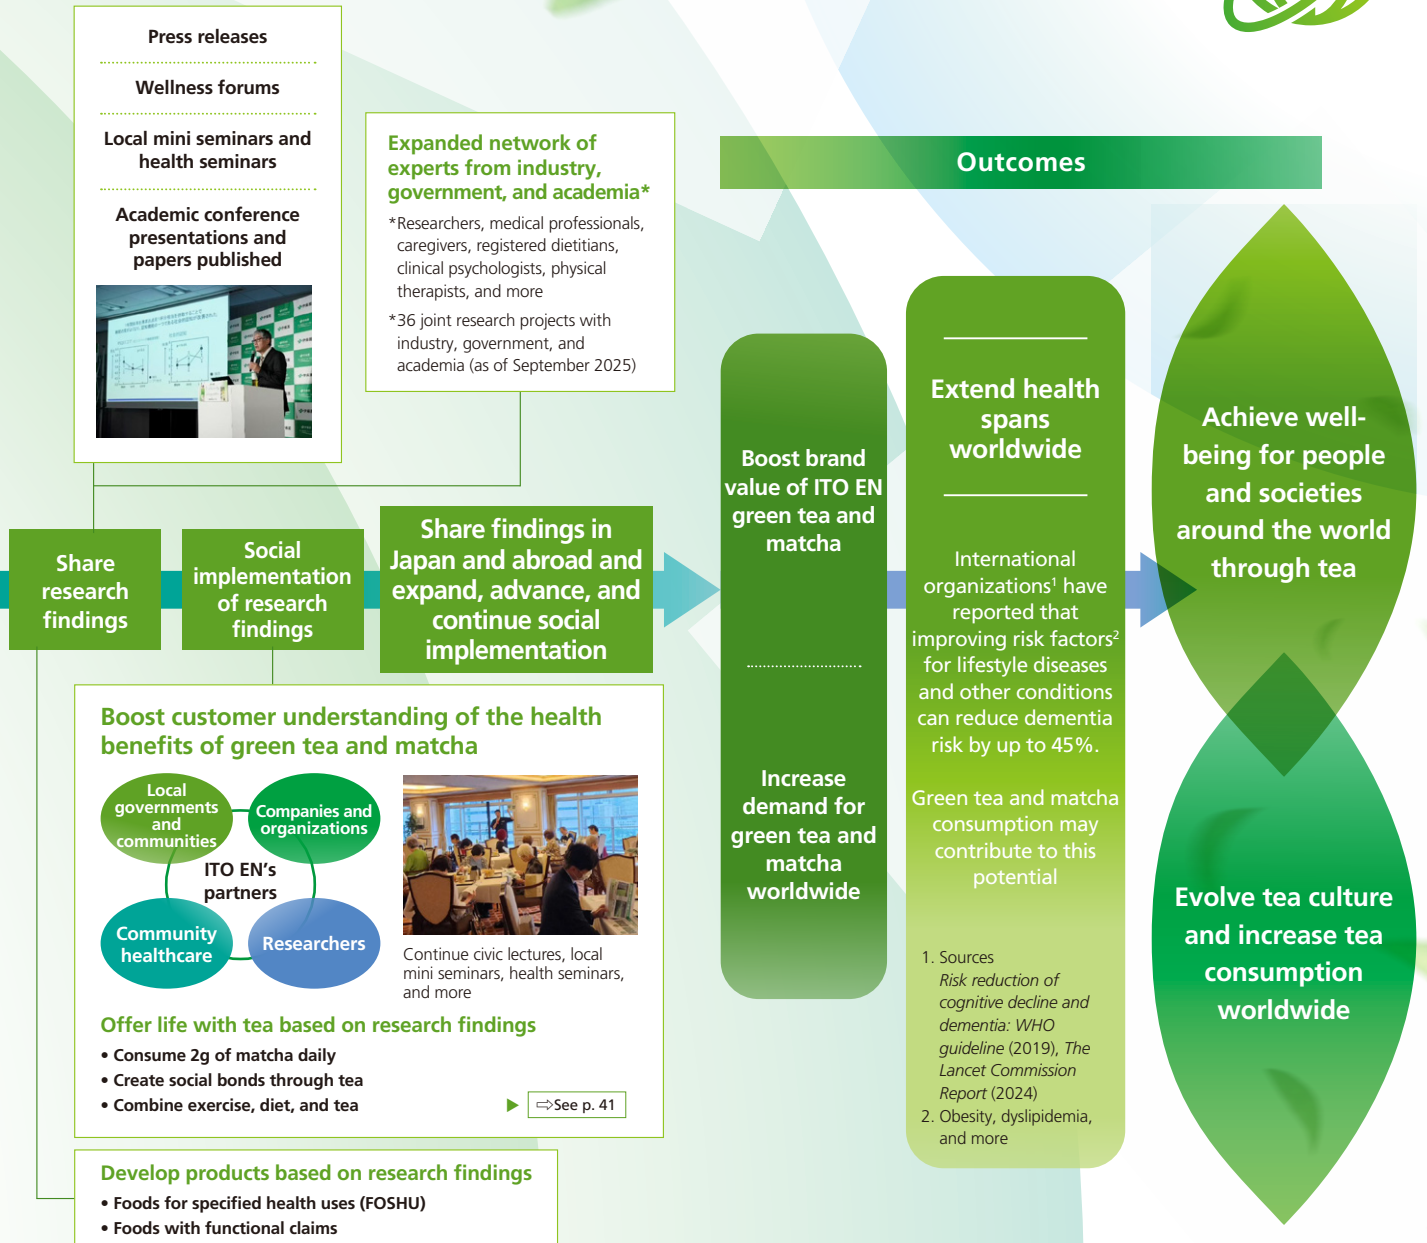 Press releases
Wellness forums
Local mini seminars and
health seminars
Academic conference
presentations and
papers published
Expanded network of
experts from industry,
government, and academia*
*Researchers, medical professionals,
caregivers, registered dietitians,
clinical psychologists, physical
therapists, and more
*36 joint research projects with
industry, government, and
academia (as of September 2025)
Share
research
findings
Social
implementation
of research
findings
Share findings in
Japan and abroad and
expand, advance, and
continue social
implementation
Boost customer understanding of the health
benefits of green tea and matcha
Local
governments
and
communities
Companies and
organizations
ITO EN's
partners
Community
healthcare
Researchers
Continue civic lectures, local
mini seminars, health seminars,
and more
Offer life with tea based on research findings
• Consume 2g of matcha daily
• Create social bonds through tea
• Combine exercise, diet, and tea
▶ ⇨See p. 41
Develop products based on research findings
• Foods for specified health uses (FOSHU)
• Foods with functional claims
Outcomes
Boost brand
value of ITO EN
green tea and
matcha
Increase
demand for
green tea and
matcha
worldwide
Extend health
spans
worldwide
International
organizations¹ have
reported that
improving risk factors²
for lifestyle diseases
and other conditions
can reduce dementia
risk by up to 45%.
Green tea and matcha
consumption may
contribute to this
potential
1. Sources
Risk reduction of
cognitive decline and
dementia: WHO
guideline (2019), The
Lancet Commission
Report (2024)
2. Obesity, dyslipidemia,
and more
Achieve well-
being for people
and societies
around the world
through tea
Evolve tea culture
and increase tea
consumption
worldwide